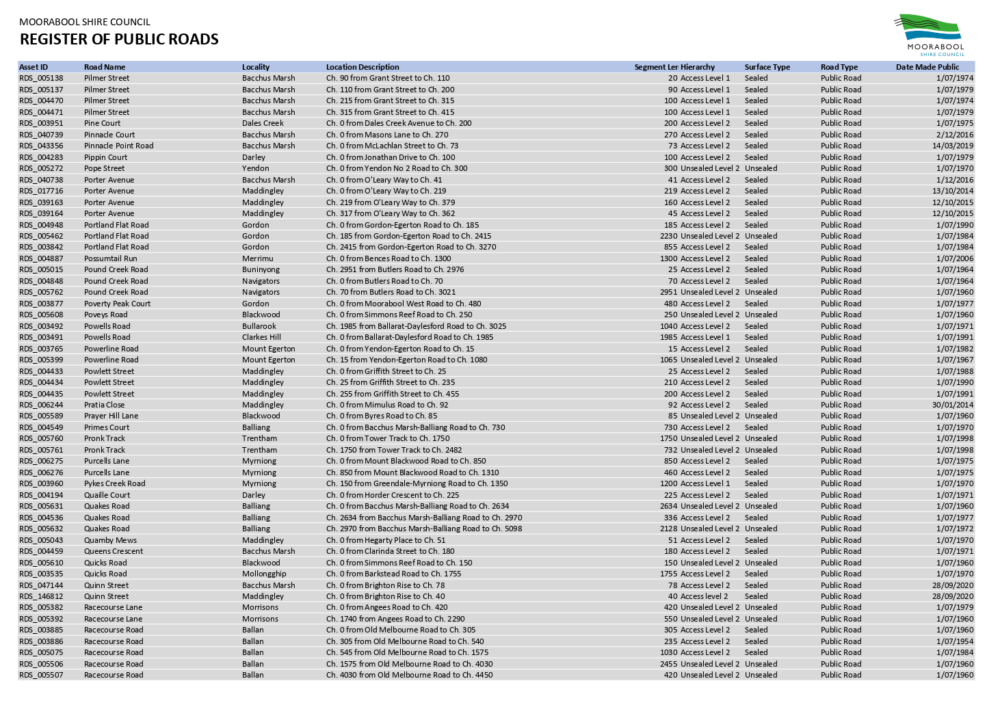 MOORABOOL SHIRE COUNCIL
REGISTER OF PUBLIC ROADS
MOORABOOL
SHIRE COUNCIL
Asset ID Road Name Locality Location Description Segment Ler Hierarchy Surface Type Road Type Date Made Public
RDS_005138 Pilmer Street Bacchus Marsh Ch. 90 from Grant Street to Ch. 110 20 Access Level 1 Sealed Public Road 1/07/1974
RDS_005137 Pilmer Street Bacchus Marsh Ch. 110 from Grant Street to Ch. 200 90 Access Level 1 Sealed Public Road 1/07/1979
RDS_004470 Pilmer Street Bacchus Marsh Ch. 215 from Grant Street to Ch. 315 100 Access Level 1 Sealed Public Road 1/07/1974
RDS_004471 Pilmer Street Bacchus Marsh Ch. 315 from Grant Street to Ch. 415 100 Access Level 1 Sealed Public Road 1/07/1979
RDS_003951 Pine Court Dales Creek Ch. 0 from Dales Creek Avenue to Ch. 200 200 Access Level 2 Sealed Public Road 1/07/1975
RDS_040739 Pinnacle Court Bacchus Marsh Ch. 0 from Masons Lane to Ch. 270 270 Access Level 2 Sealed Public Road 2/12/2016
RDS_043356 Pinnacle Point Road Bacchus Marsh Ch. 0 from McLachlan Street to Ch. 73 73 Access Level 2 Sealed Public Road 14/03/2019
RDS_004283 Pippin Court Darley Ch. 0 from Jonathan Drive to Ch. 100 100 Access Level 2 Sealed Public Road 1/07/1979
RDS_005272 Pope Street Yendon Ch. 0 from Yendon No 2 Road to Ch. 300 300 Unsealed Level 2 Unsealed Public Road 1/07/1970
RDS_040738 Porter Avenue Bacchus Marsh Ch. 0 from O'Leary Way to Ch. 41 41 Access Level 2 Sealed Public Road 1/12/2016
RDS_017716 Porter Avenue Maddingley Ch. 0 from O'Leary Way to Ch. 219 219 Access Level 2 Sealed Public Road 13/10/2014
RDS_039163 Porter Avenue Maddingley Ch. 219 from O'Leary Way to Ch. 379 160 Access Level 2 Sealed Public Road 12/10/2015
RDS_039164 Porter Avenue Maddingley Ch. 317 from O'Leary Way to Ch. 362 45 Access Level 2 Sealed Public Road 12/10/2015
RDS_004948 Portland Flat Road Gordon Ch. 0 from Gordon-Egerton Road to Ch. 185 185 Access Level 2 Sealed Public Road 1/07/1990
RDS_005462 Portland Flat Road Gordon Ch. 185 from Gordon-Egerton Road to Ch. 2415 2230 Unsealed Level 2 Unsealed Public Road 1/07/1984
RDS_003842 Portland Flat Road Gordon Ch. 2415 from Gordon-Egerton Road to Ch. 3270 855 Access Level 2 Sealed Public Road 1/07/1984
RDS_004887 Possumtail Run Merrimu Ch. 0 from Bences Road to Ch. 1300 1300 Access Level 2 Sealed Public Road 1/07/2006
RDS_005015 Pound Creek Road Buninyong Ch. 2951 from Butlers Road to Ch. 2976 25 Access Level 2 Sealed Public Road 1/07/1964
RDS_004848 Pound Creek Road Navigators Ch. 0 from Butlers Road to Ch. 70 70 Access Level 2 Sealed Public Road 1/07/1964
RDS_005762 Pound Creek Road Navigators Ch. 70 from Butlers Road to Ch. 3021 2951 Unsealed Level 2 Unsealed Public Road 1/07/1960
RDS_003877 Poverty Peak Court Gordon Ch. 0 from Moorabool West Road to Ch. 480 480 Access Level 2 Sealed Public Road 1/07/1977
RDS_005608 Poveys Road Blackwood Ch. 0 from Simmons Reef Road to Ch. 250 250 Unsealed Level 2 Unsealed Public Road 1/07/1960
RDS_003492 Powells Road Bullarook Ch. 1985 from Ballarat-Daylesford Road to Ch. 3025 1040 Access Level 2 Sealed Public Road 1/07/1971
RDS_003491 Powells Road Clarkes Hill Ch. 0 from Ballarat-Daylesford Road to Ch. 1985 1985 Access Level 1 Sealed Public Road 1/07/1991
RDS_003765 Powerline Road Mount Egerton Ch. 0 from Yendon-Egerton Road to Ch. 15 15 Access Level 2 Sealed Public Road 1/07/1982
RDS_005399 Powerline Road Mount Egerton Ch. 15 from Yendon-Egerton Road to Ch. 1080 1065 Unsealed Level 2 Unsealed Public Road 1/07/1967
RDS_004433 Powlett Street Maddingley Ch. 0 from Griffith Street to Ch. 25 25 Access Level 2 Sealed Public Road 1/07/1988
RDS_004434 Powlett Street Maddingley Ch. 25 from Griffith Street to Ch. 235 210 Access Level 2 Sealed Public Road 1/07/1990
RDS_004435 Powlett Street Maddingley Ch. 255 from Griffith Street to Ch. 455 200 Access Level 2 Sealed Public Road 1/07/1991
RDS_006244 Pratia Close Maddingley Ch. 0 from Mimulus Road to Ch. 92 92 Access Level 2 Sealed Public Road 30/01/2014
RDS_005589 Prayer Hill Lane Blackwood Ch. 0 from Byres Road to Ch. 85 85 Unsealed Level 2 Unsealed Public Road 1/07/1960
RDS_004549 Primes Court Balliang Ch. 0 from Bacchus Marsh-Balliang Road to Ch. 730 730 Access Level 2 Sealed Public Road 1/07/1970
RDS_005760 Pronk Track Trentham Ch. 0 from Tower Track to Ch. 1750 1750 Unsealed Level 2 Unsealed Public Road 1/07/1998
RDS_005761 Pronk Track Trentham Ch. 1750 from Tower Track to Ch. 2482 732 Unsealed Level 2 Unsealed Public Road 1/07/1998
RDS_006275 Purcells Lane Myrniong Ch. 0 from Mount Blackwood Road to Ch. 850 850 Access Level 2 Sealed Public Road 1/07/1975
RDS_006276 Purcells Lane Myrniong Ch. 850 from Mount Blackwood Road to Ch. 1310 460 Access Level 2 Sealed Public Road 1/07/1975
RDS_003960 Pykes Creek Road Myrniong Ch. 150 from Greendale-Myrniong Road to Ch. 1350 1200 Access Level 1 Sealed Public Road 1/07/1970
RDS_004194 Quaille Court Darley Ch. 0 from Horder Crescent to Ch. 225 225 Access Level 2 Sealed Public Road 1/07/1971
RDS_005631 Quakes Road Balliang Ch. 0 from Bacchus Marsh-Balliang Road to Ch. 2634 2634 Unsealed Level 2 Unsealed Public Road 1/07/1960
RDS_004536 Quakes Road Balliang Ch. 2634 from Bacchus Marsh-Balliang Road to Ch. 2970 336 Access Level 2 Sealed Public Road 1/07/1977
RDS_005632 Quakes Road Balliang Ch. 2970 from Bacchus Marsh-Balliang Road to Ch. 5098 2128 Unsealed Level 2 Unsealed Public Road 1/07/1972
RDS_005043 Quamby Mews Maddingley Ch. 0 from Hegarty Place to Ch. 51 51 Access Level 2 Sealed Public Road 1/07/1970
RDS_004459 Queens Crescent Bacchus Marsh Ch. 0 from Clarinda Street to Ch. 180 180 Access Level 2 Sealed Public Road 1/07/1971
RDS_005610 Quicks Road Blackwood Ch. 0 from Simmons Reef Road to Ch. 150 150 Unsealed Level 2 Unsealed Public Road 1/07/1960
RDS_003535 Quicks Road Mollongghip Ch. 0 from Barkstead Road to Ch. 1755 1755 Access Level 2 Sealed Public Road 1/07/1970
RDS_047144 Quinn Street Bacchus Marsh Ch. 0 from Brighton Rise to Ch. 78 78 Access Level 2 Sealed Public Road 28/09/2020
RDS_146812 Quinn Street Maddingley Ch. 0 from Brighton Rise to Ch. 40 40 Access level 2 Sealed Public Road 28/09/2020
RDS_005382 Racecourse Lane Morrisons Ch. 0 from Angees Road to Ch. 420 420 Unsealed Level 2 Unsealed Public Road 1/07/1979
RDS_005392 Racecourse Lane Morrisons Ch. 1740 from Angees Road to Ch. 2290 550 Unsealed Level 2 Unsealed Public Road 1/07/1960
RDS_003885 Racecourse Road Ballan Ch. 0 from Old Melbourne Road to Ch. 305 305 Access Level 2 Sealed Public Road 1/07/1960
RDS_003886 Racecourse Road Ballan Ch. 305 from Old Melbourne Road to Ch. 540 235 Access Level 2 Sealed Public Road 1/07/1954
RDS_005075 Racecourse Road Ballan Ch. 545 from Old Melbourne Road to Ch. 1575 1030 Access Level 2 Sealed Public Road 1/07/1984
RDS_005506 Racecourse Road Ballan Ch. 1575 from Old Melbourne Road to Ch. 4030 2455 Unsealed Level 2 Unsealed Public Road 1/07/1960
RDS_005507 Racecourse Road Ballan Ch. 4030 from Old Melbourne Road to Ch. 4450 420 Unsealed Level 2 Unsealed Public Road 1/07/1960